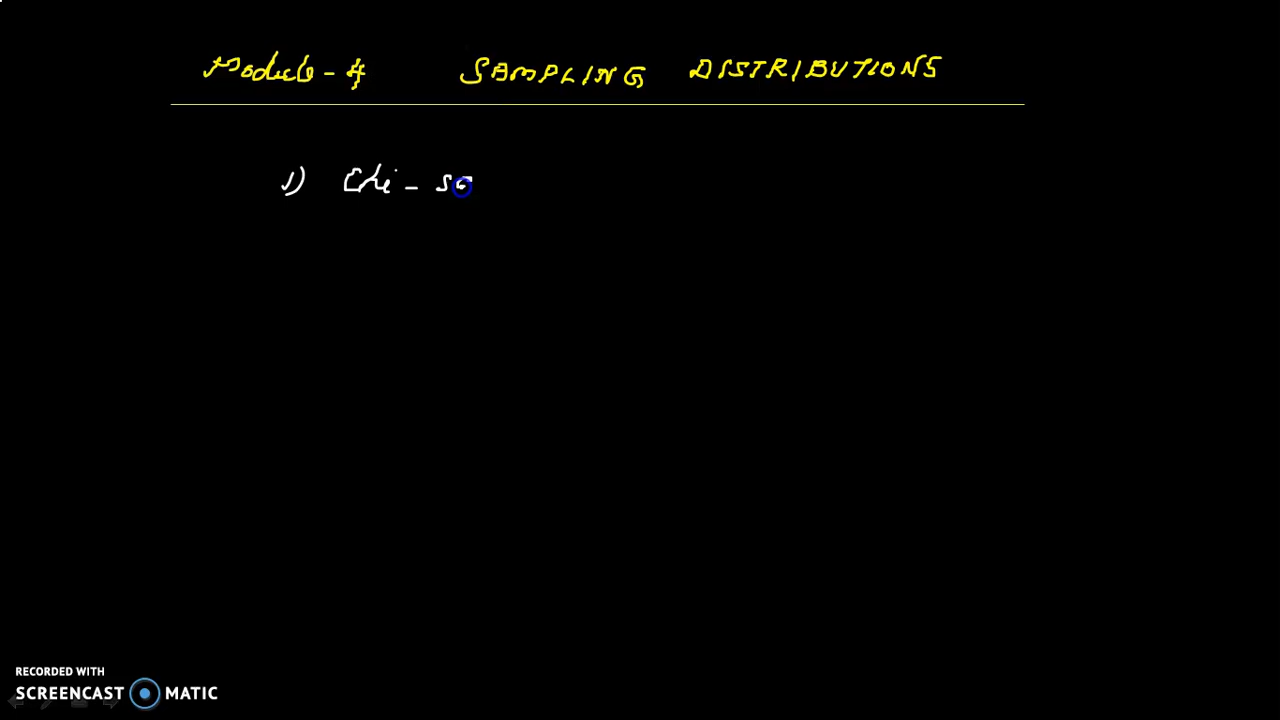 Module - 4 SAMPLING DISTRIBUTIONS
1) Chi - sq
RECORDED WITH
SCREENCAST MATIC